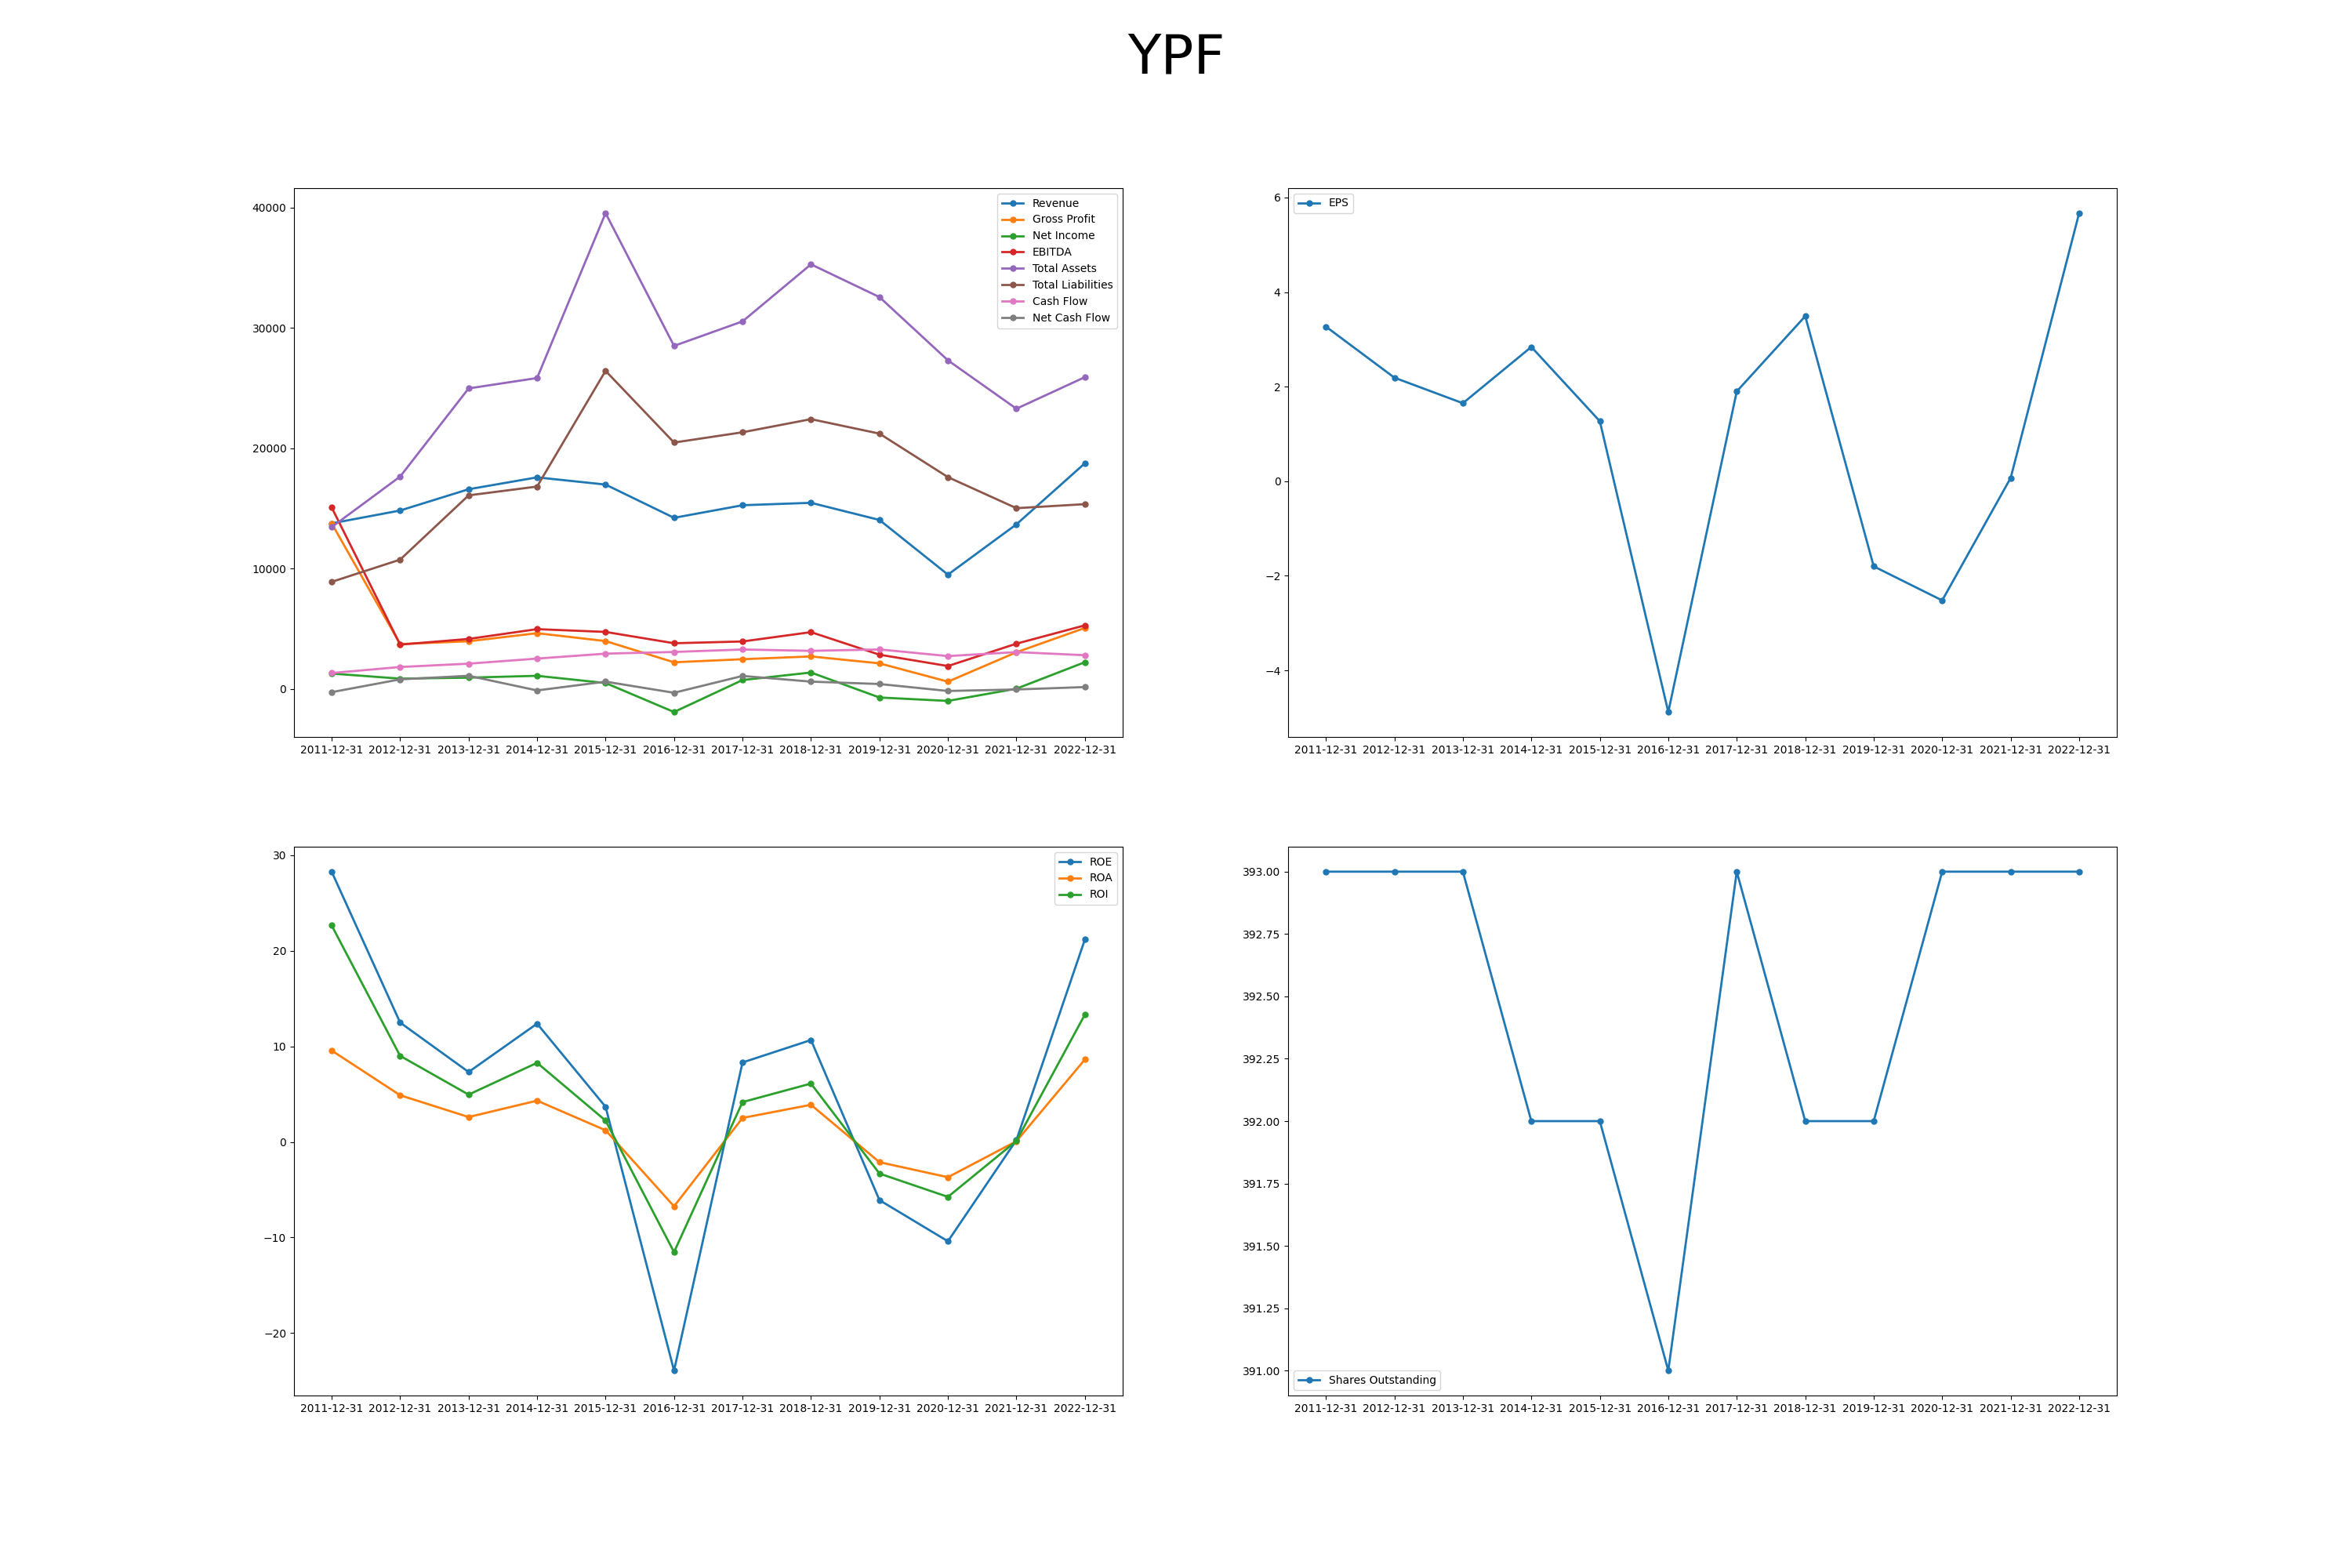 YPF
40000
30000
20000
10000
0
Revenue
Gross Profit
Net Income
EBITDA
Total Assets
Total Liabilities
Cash Flow
Net Cash Flow
2011-12-31 2012-12-31 2013-12-31 2014-12-31 2015-12-31 2016-12-31 2017-12-31 2018-12-31 2019-12-31 2020-12-31 2021-12-31 2022-12-31
6
4
2
0
−2
−4
EPS
2011-12-31 2012-12-31 2013-12-31 2014-12-31 2015-12-31 2016-12-31 2017-12-31 2018-12-31 2019-12-31 2020-12-31 2021-12-31 2022-12-31
30
20
10
0
−10
−20
ROE
ROA
ROI
2011-12-31 2012-12-31 2013-12-31 2014-12-31 2015-12-31 2016-12-31 2017-12-31 2018-12-31 2019-12-31 2020-12-31 2021-12-31 2022-12-31
393.00
392.75
392.50
392.25
392.00
391.75
391.50
391.25
391.00
Shares Outstanding
2011-12-31 2012-12-31 2013-12-31 2014-12-31 2015-12-31 2016-12-31 2017-12-31 2018-12-31 2019-12-31 2020-12-31 2021-12-31 2022-12-31